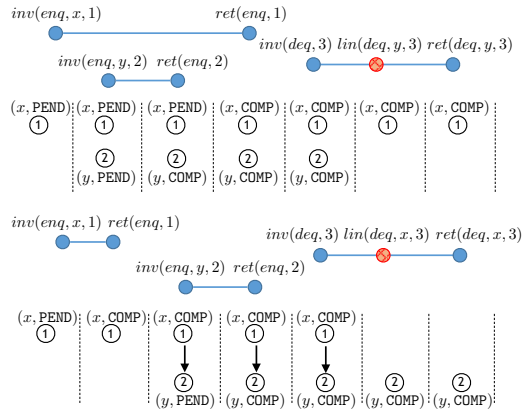 inv(enq, x, 1) ret(enq, 1)
inv(deq, 3) lin(deq, y, 3) ret(deq, y, 3)
inv(enq, y, 2) ret(enq, 2)
(x, PEND) (x, PEND) (x, PEND) (x, COMP) (x, COMP) (x, COMP) (x, COMP)
1 1 1 1 1 1 1
2 2 2 2
(y, PEND) (y, COMP) (y, COMP) (y, COMP)
inv(enq, x, 1) ret(enq, 1)
inv(deq, 3) lin(deq, x, 3) ret(deq, x, 3)
inv(enq, y, 2) ret(enq, 2)
(x, PEND) (x, COMP) (x, COMP) (x, COMP) (x, COMP)
1 1 1 1 1
2 2 2 2 2
(y, PEND) (y, COMP) (y, COMP) (y, COMP) (y, COMP)